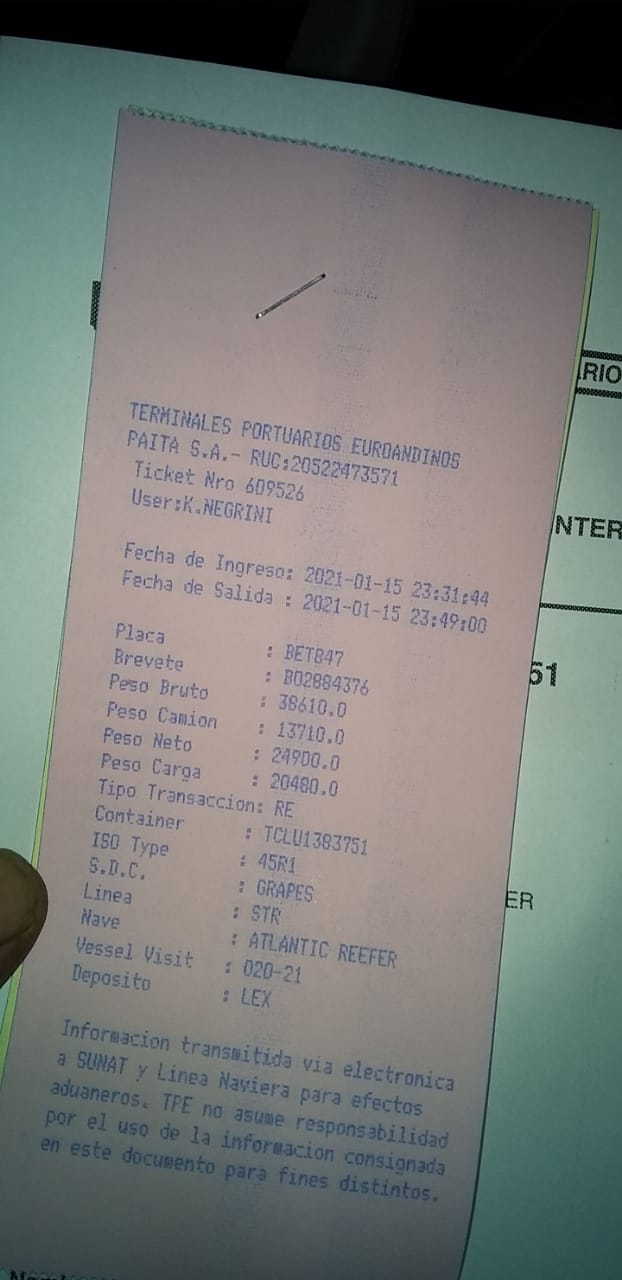 TERMINALES PORTUARIOS EUROANDINOS
PAITA S.A.- RUC:20522473571
Ticket Nro 609526
User:K.NEGRINI
Fecha de Ingreso: 2021-01-15 23:31:44
Fecha de Salida : 2021-01-15 23:49:00
Placa : BET847
Brevete : B02884376
Peso Bruto : 38610.0
Peso Camion : 13710.0
Peso Neto : 24900.0
Peso Carga : 20480.0
Tipo Transaccion: RE
Container : TCLU1383751
ISO Type : 45R1
S.D.C. : GRAPES
Linea : STR
Nave : ATLANTIC REEFER
Vessel Visit : 020-21
Deposito : LEX
Informacion transmitida via electronica
a SUNAT y Linea Naviera para efectos
aduaneros. TPE no asume responsabilidad
por el uso de la informacion consignada
en este documento para fines distintos.
RIO
NTER
51
ER